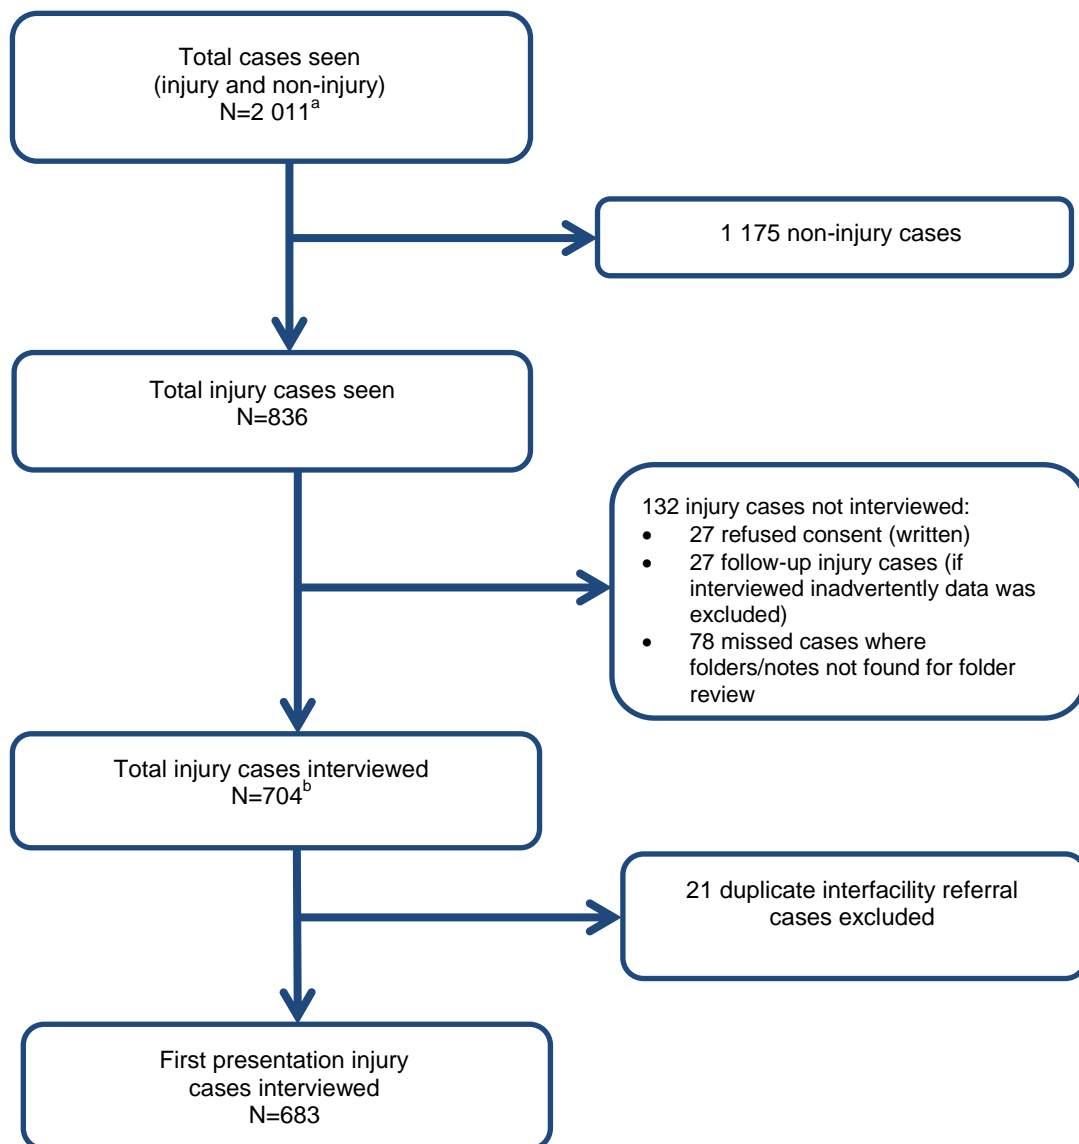 Total cases seen
(injury and non-injury)
N=2 011a
1 175 non-injury cases
Total injury cases seen
N=836
132 injury cases not interviewed:
• 27 refused consent (written)
• 27 follow-up injury cases (if
interviewed inadvertently data was
excluded)
• 78 missed cases where
folders/notes not found for folder
review
Total injury cases interviewed
N=704b
21 duplicate interfacility referral
cases excluded
First presentation injury
cases interviewed
N=683